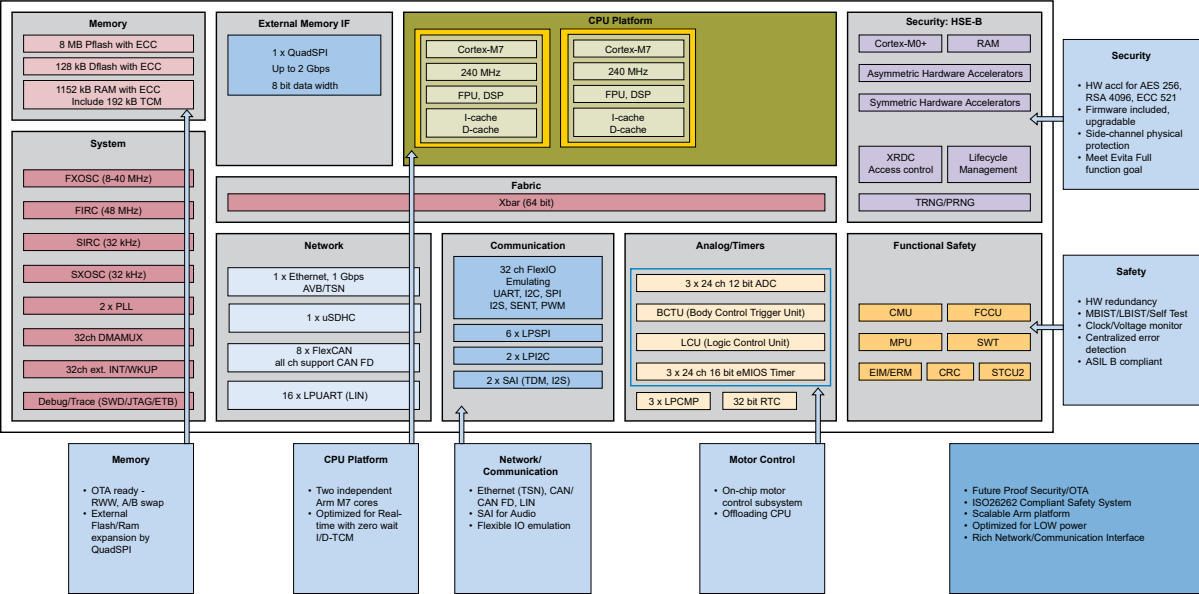 Memory
8 MB Pflash with ECC
128 kB Dflash with ECC
1152 kB RAM with ECC
Include 192 kB TCM
External Memory IF
1 x QuadSPI
Up to 2 Gbps
8 bit data width
CPU Platform
Cortex-M7
240 MHz
FPU, DSP
I-cache
D-cache
Cortex-M7
240 MHz
FPU, DSP
I-cache
D-cache
Security: HSE-B
Cortex-M0+
RAM
Asymmetric Hardware Accelerators
Symmetric Hardware Accelerators
XRDC
Access control
Lifecycle
Management
TRNG/PRNG
Security
• HW accl for AES 256,
RSA 4096, ECC 521
• Firmware included,
upgradable
• Side-channel physical
protection
• Meet Evita Full
function goal
System
FXOSC (8-40 MHz)
FIRC (48 MHz)
SIRC (32 kHz)
SXOSC (32 kHz)
2 x PLL
32ch DMAMUX
32ch ext. INT/WKUP
Debug/Trace (SWD/JTAG/ETB)
Fabric
Xbar (64 bit)
Network
1 x Ethernet, 1 Gbps
AVB/TSN
1 x uSDHC
8 x FlexCAN
all ch support CAN FD
16 x LPUART (LIN)
Communication
32 ch FlexIO
Emulating
UART, I2C, SPI
I2S, SENT, PWM
6 x LPSPI
2 x LPI2C
2 x SAI (TDM, I2S)
Analog/Timers
3 x 24 ch 12 bit ADC
BCTU (Body Control Trigger Unit)
LCU (Logic Control Unit)
3 x 24 ch 16 bit eMIOS Timer
3 x LPCMP
32 bit RTC
Functional Safety
CMU
FCCU
MPU
SWT
EIM/ERM
CRC
STCU2
Safety
• HW redundancy
• MBIST/LBIST/Self Test
• Clock/Voltage monitor
• Centralized error
detection
• ASIL B compliant
Memory
• OTA ready -
RWW, A/B swap
• External
Flash/Ram
expansion by
QuadSPI
CPU Platform
• Two independent
Arm M7 cores
• Optimized for Real-
time with zero wait
I/D-TCM
Network/
Communication
• Ethernet (TSN), CAN/
CAN FD, LIN
• SAI for Audio
• Flexible IO emulation
Motor Control
• On-chip motor
control subsystem
• Offloading CPU
• Future Proof Security/OTA
• ISO26262 Compliant Safety System
• Scalable Arm platform
• Optimized for LOW power
• Rich Network/Communication Interface